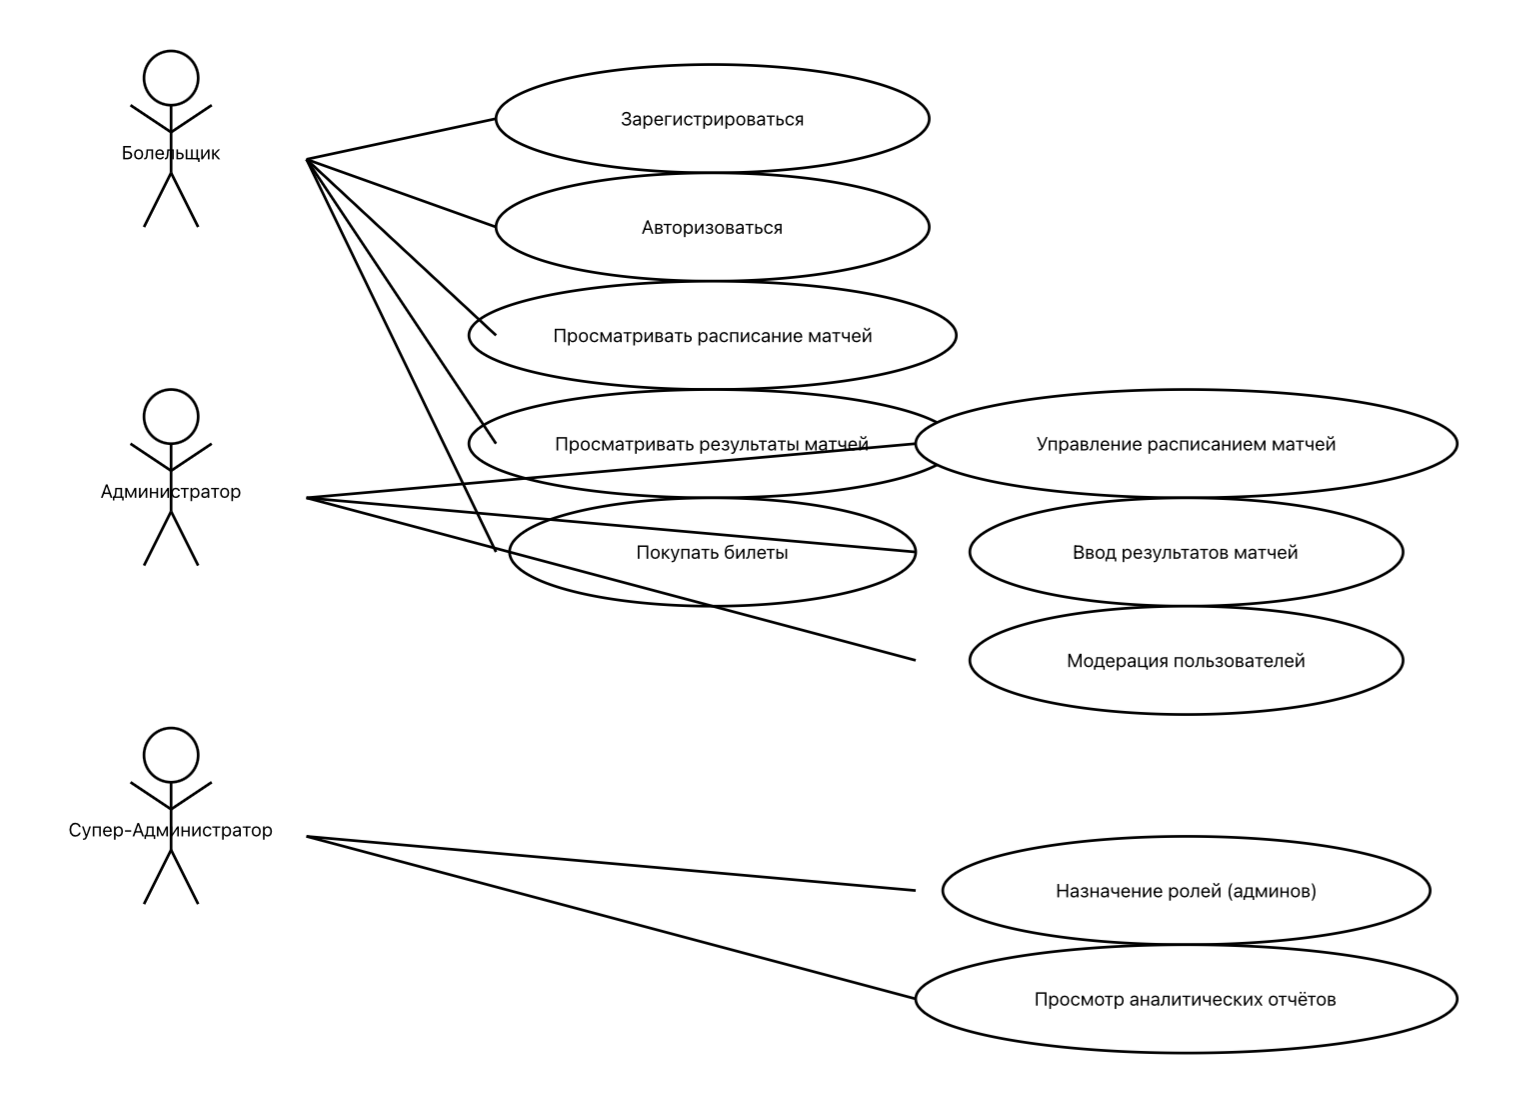 Зарегистрироваться
Болельщик
Авторизоваться
Просматривать расписание матчей
Просматривать результаты матчей
Управление расписанием матчей
Администратор
Покупать билеты
Ввод результатов матчей
Модерация пользователей
Супер-Администратор
Назначение ролей (админов)
Просмотр аналитических отчётов